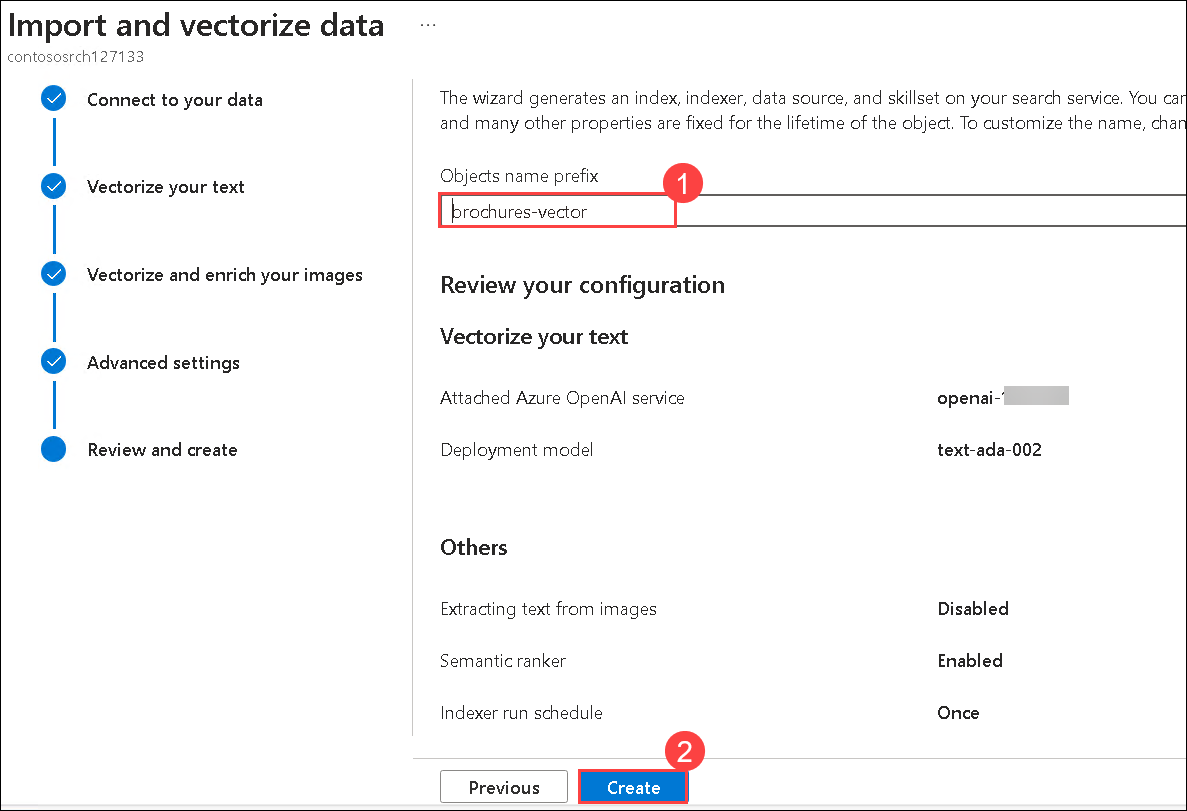 Import and vectorize data ...
contososrch127133
Connect to your data
Vectorize your text
Vectorize and enrich your images
Advanced settings
Review and create
The wizard generates an index, indexer, data source, and skillset on your search service. You can
and many other properties are fixed for the lifetime of the object. To customize the name, chan
Objects name prefix
1
brochures-vector
Review your configuration
Vectorize your text
Attached Azure OpenAI service openai-
Deployment model text-ada-002
Others
Extracting text from images Disabled
Semantic ranker Enabled
Indexer run schedule Once
2
Previous Create